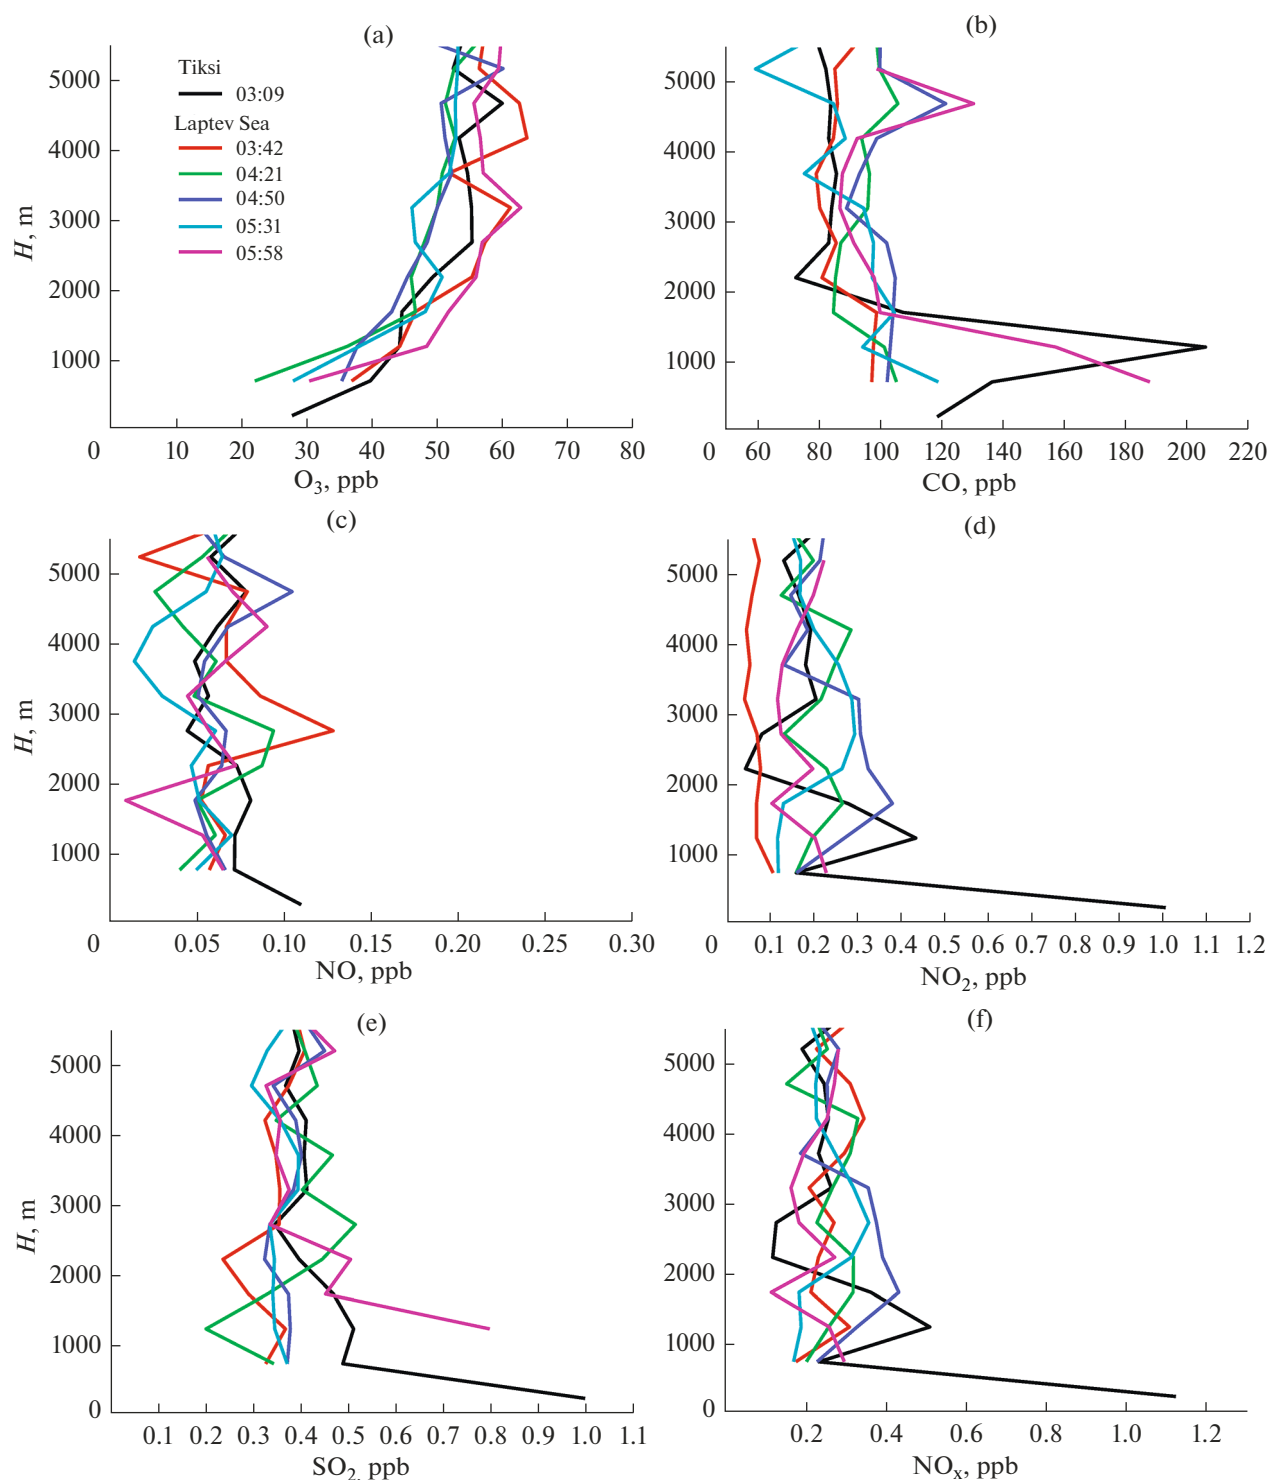 (a)
Tiksi
03:09
Laptev Sea
03:42
04:21
04:50
05:31
05:58
H, m
5000
4000
3000
2000
1000
0 10 20 30 40 50 60 70 80
O3, ppb
(b)
5000
4000
3000
2000
1000
0 60 80 100 120 140 160 180 200 220
CO, ppb
(c)
H, m
5000
4000
3000
2000
1000
0 0.05 0.10 0.15 0.20 0.25 0.30
NO, ppb
(d)
5000
4000
3000
2000
1000
0 0.1 0.2 0.3 0.4 0.5 0.6 0.7 0.8 0.9 1.0 1.1 1.2
NO2, ppb
(e)
H, m
5000
4000
3000
2000
1000
0
0.1 0.2 0.3 0.4 0.5 0.6 0.7 0.8 0.9 1.0 1.1
SO2, ppb
(f)
5000
4000
3000
2000
1000
0
0.2 0.4 0.6 0.8 1.0 1.2
NOx, ppb